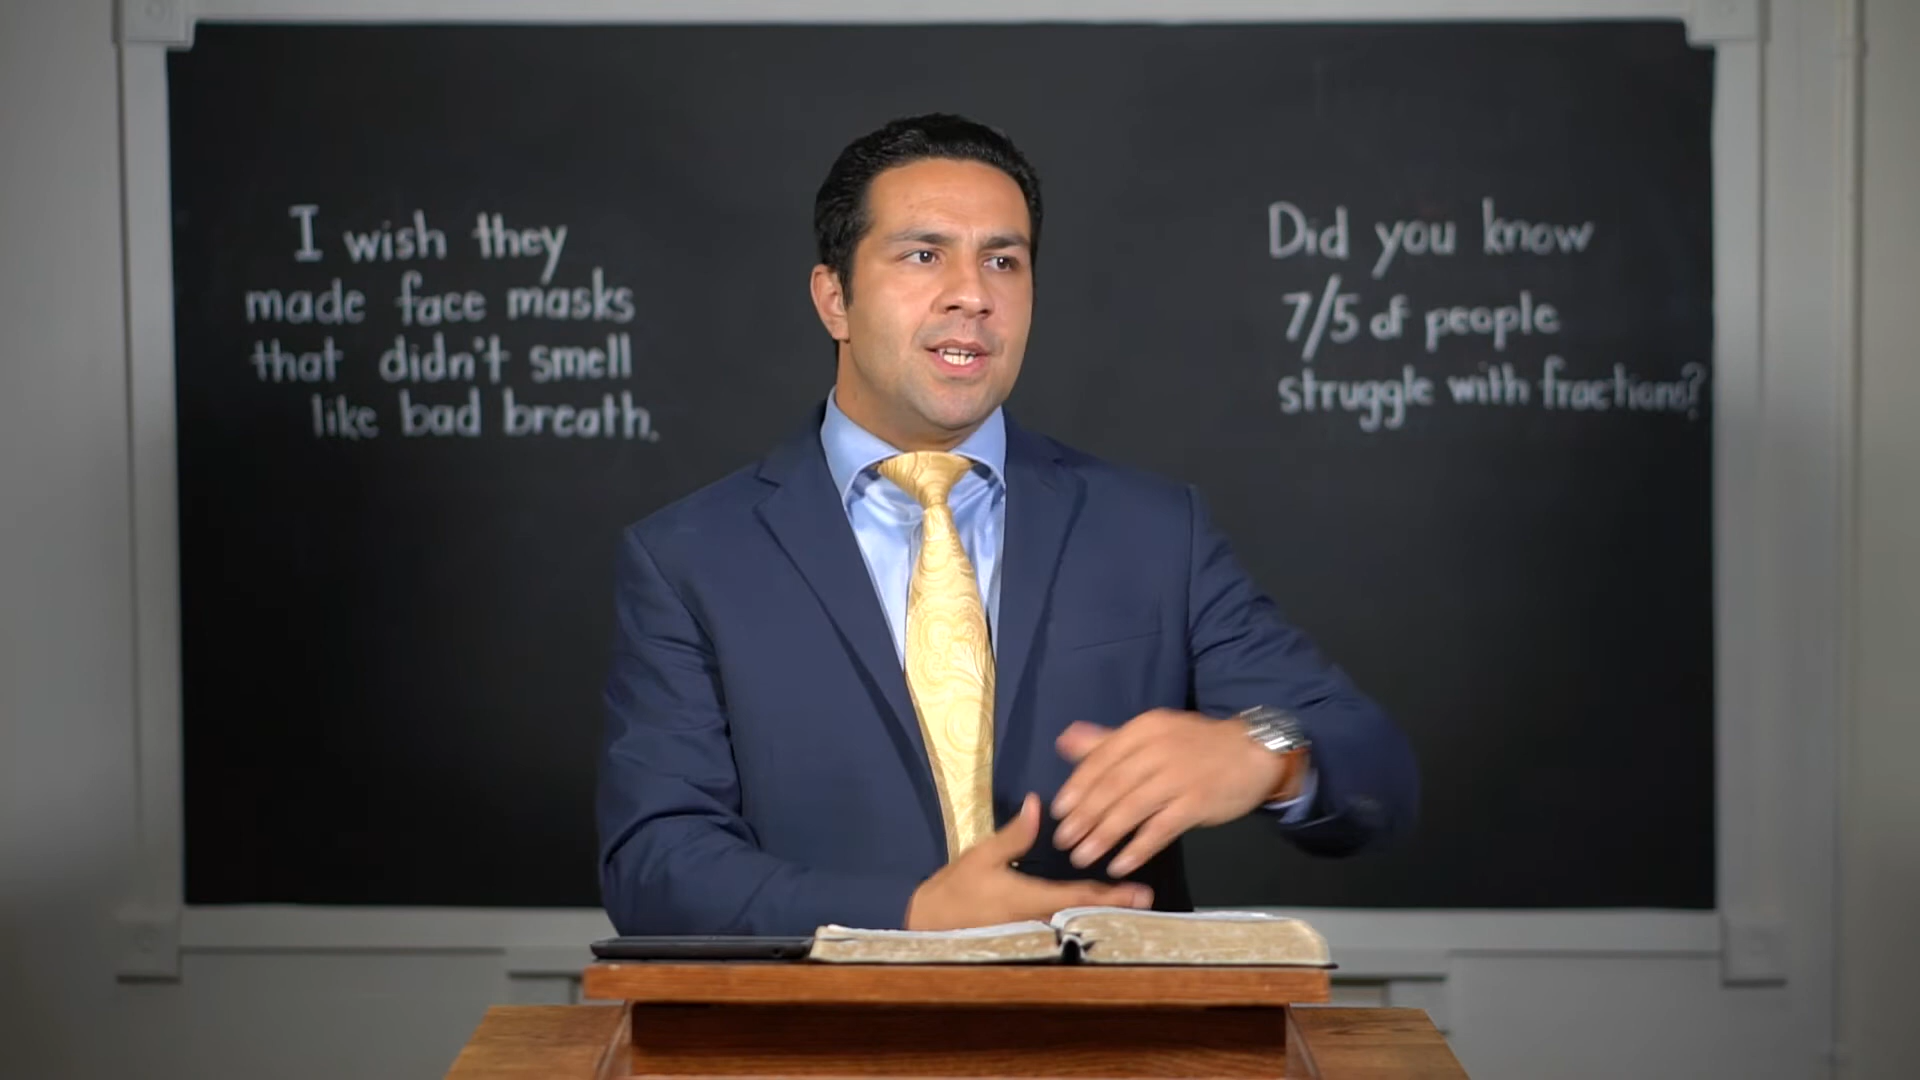 I wish they
made face masks
that didn't smell
like bad breath.
Did you know
7/5 of people
struggle with fractions?